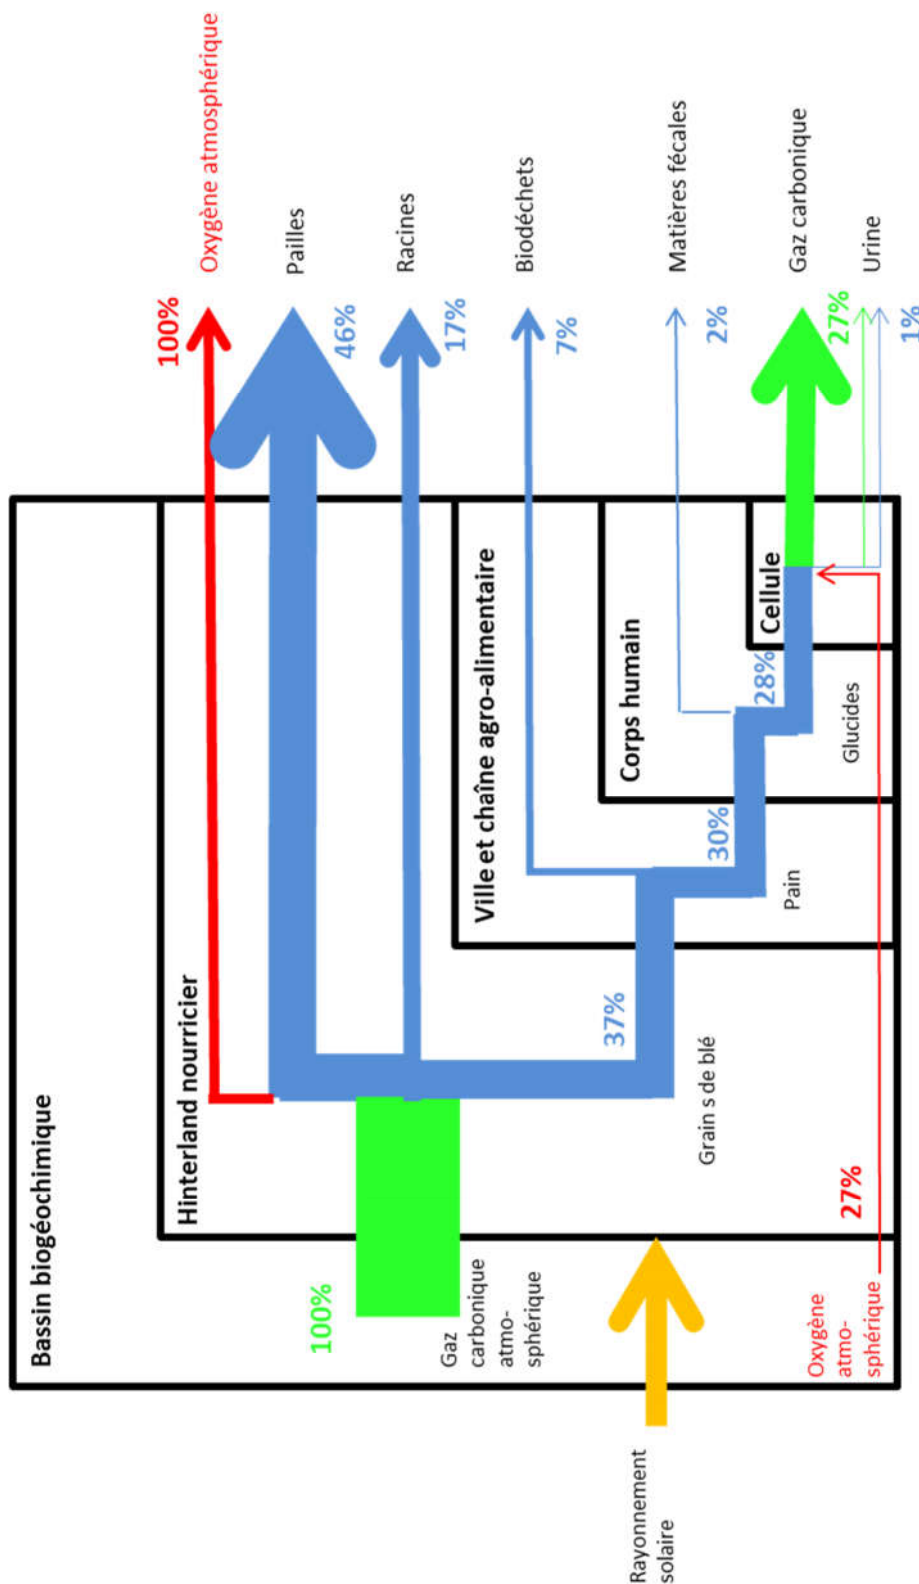 Bassin biogéochimique
Hinterland nourricier
Ville et chaîne agro-alimentaire
Corps humain
Cellule
100%
Oxygène atmosphérique
46%
Pailles
17%
Racines
7%
Biodéchets
2%
Matières fécales
27%
Gaz carbonique
1%
Urine
100%
Gaz
carbonique
atmo-
sphérique
37%
Grain s de blé
30%
Pain
28%
Glucides
Rayonnement
solaire
27%
Oxygène
atmo-
sphérique